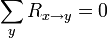 ∑_y R_{x→y} = 0